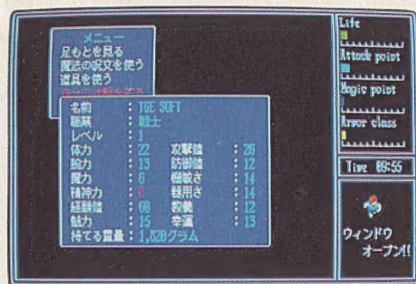 メニュー
足もとを見る
魔法の呪文を使う
道具を使う
名前 : T&E SOFT
職業 : 戦士
レベル : 1
体力 : 22 攻撃値 : 26
腕力 : 13 防御値 : 12
魔力 : 6 機敏さ : 14
精神力 : 8 器用さ : 14
経験値 : 60 教養 : 12
魅力 : 15 幸運 : 13
持てる重量 : 1,820グラム
Life
Attack point
Magic point
Armor class
Time 09:55
ウィンドウ
オープン!!